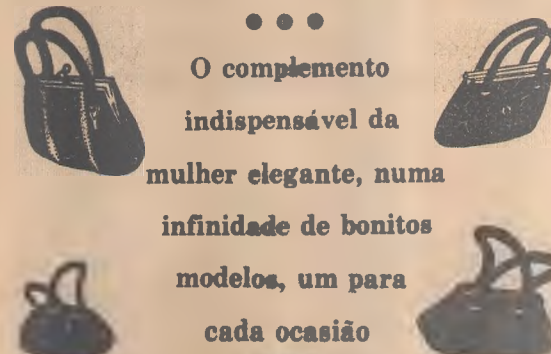 ● ● ●
O complemento
indispensável da
mulher elegante, numa
infinidade de bonitos
modelos, um para
cada ocasião